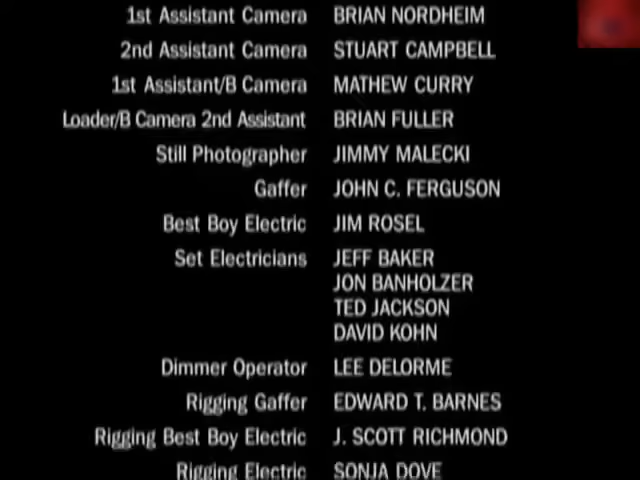 1st Assistant Camera BRIAN NORDHEIM
2nd Assistant Camera STUART CAMPBELL
1st Assistant/B Camera MATHEW CURRY
Loader/B Camera 2nd Assistant BRIAN FULLER
Still Photographer JIMMY MALECKI
Gaffer JOHN C. FERGUSON
Best Boy Electric JIM ROSEL
Set Electricians JEFF BAKER
JON BANHOLZER
TED JACKSON
DAVID KOHN
Dimmer Operator LEE DELORME
Rigging Gaffer EDWARD T. BARNES
Rigging Best Boy Electric J. SCOTT RICHMOND
Rigging Electric SONJA DOVE